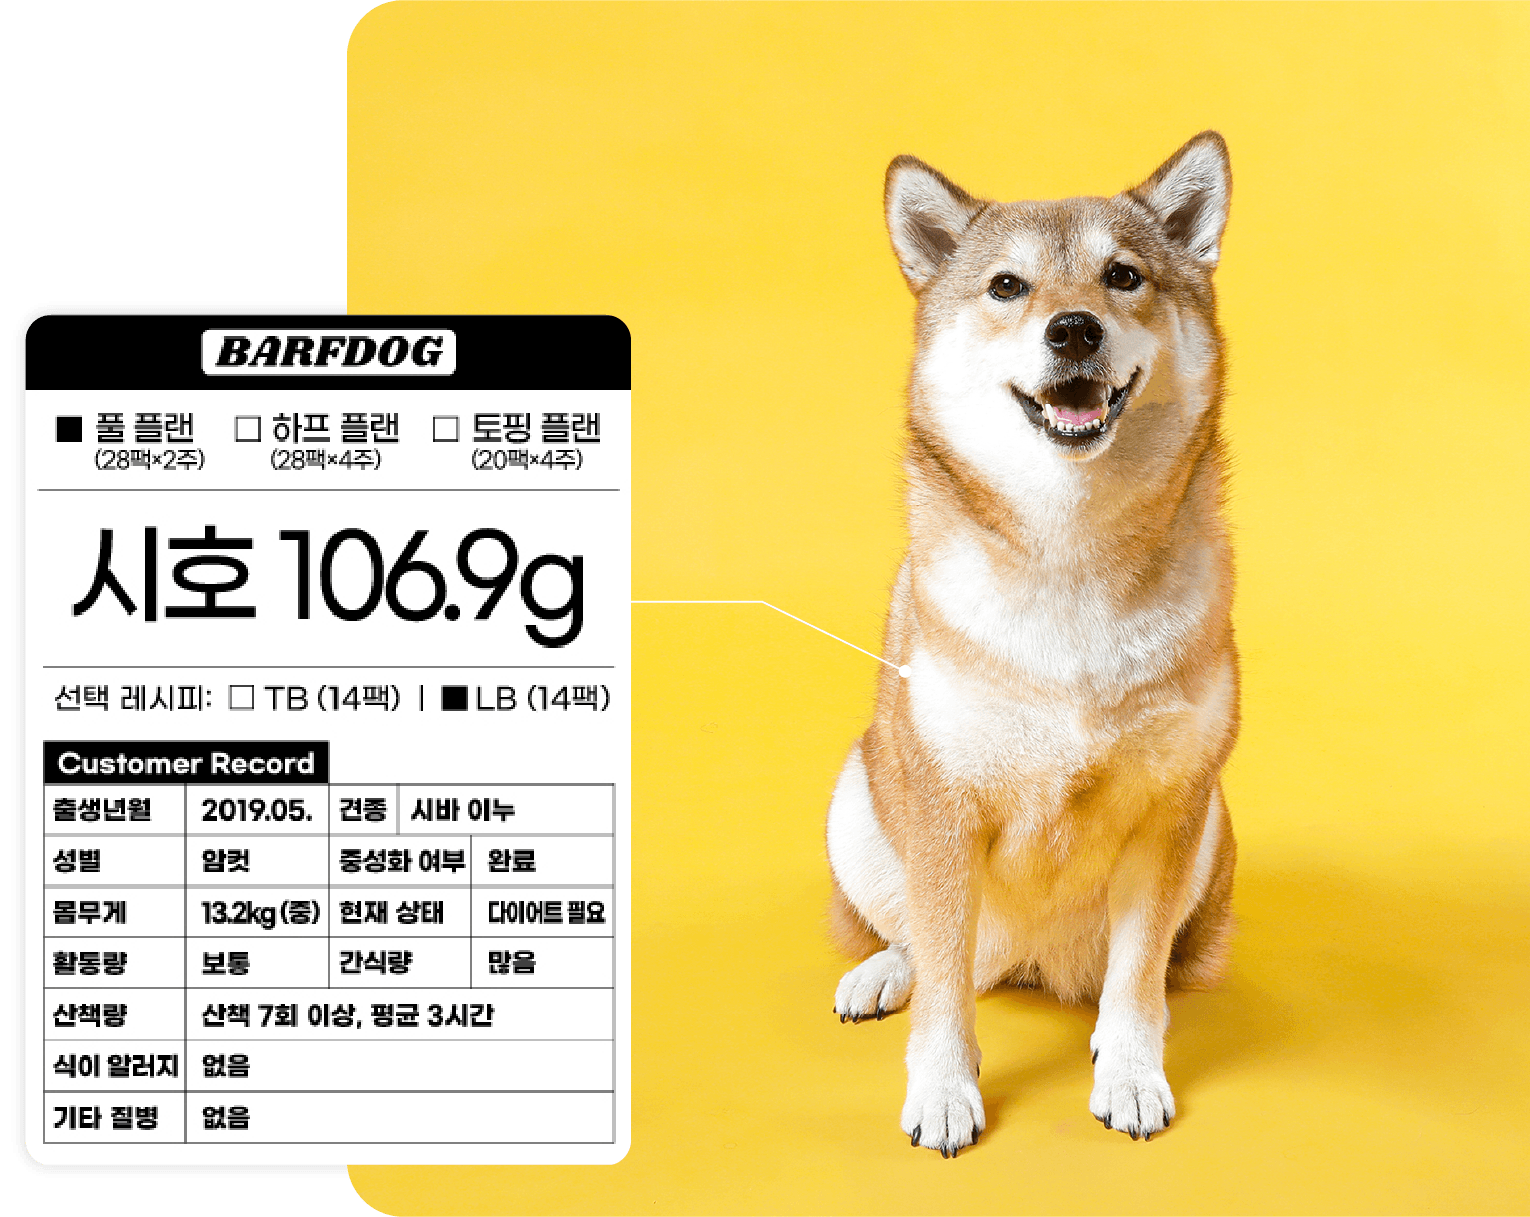 BARFDOG
■ 풀 플랜 □ 하프 플랜 □ 토핑 플랜
(28팩×2주) (28팩×4주) (20팩×4주)
시호 106.9g
선택 레시피: □ TB (14팩) | ■ LB (14팩)
Customer Record
출생년월 2019.05. 견종 시바 이누
성별 암컷 중성화 여부 완료
몸무게 13.2kg (중) 현재 상태 다이어트 필요
활동량 보통 간식량 많음
산책량 산책 7회 이상, 평균 3시간
식이 알러지 없음
기타 질병 없음